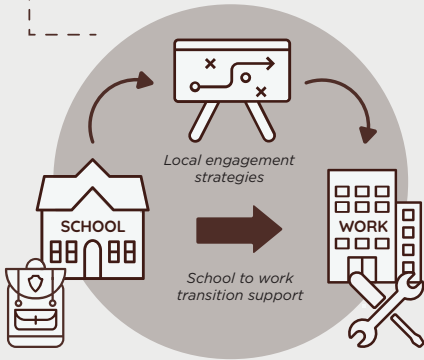 Local engagement
strategies
SCHOOL
WORK
School to work
transition support